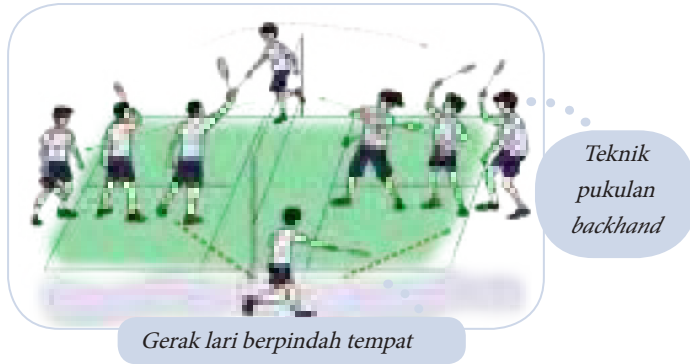 Teknik
pukulan
backhand
Gerak lari berpindah tempat